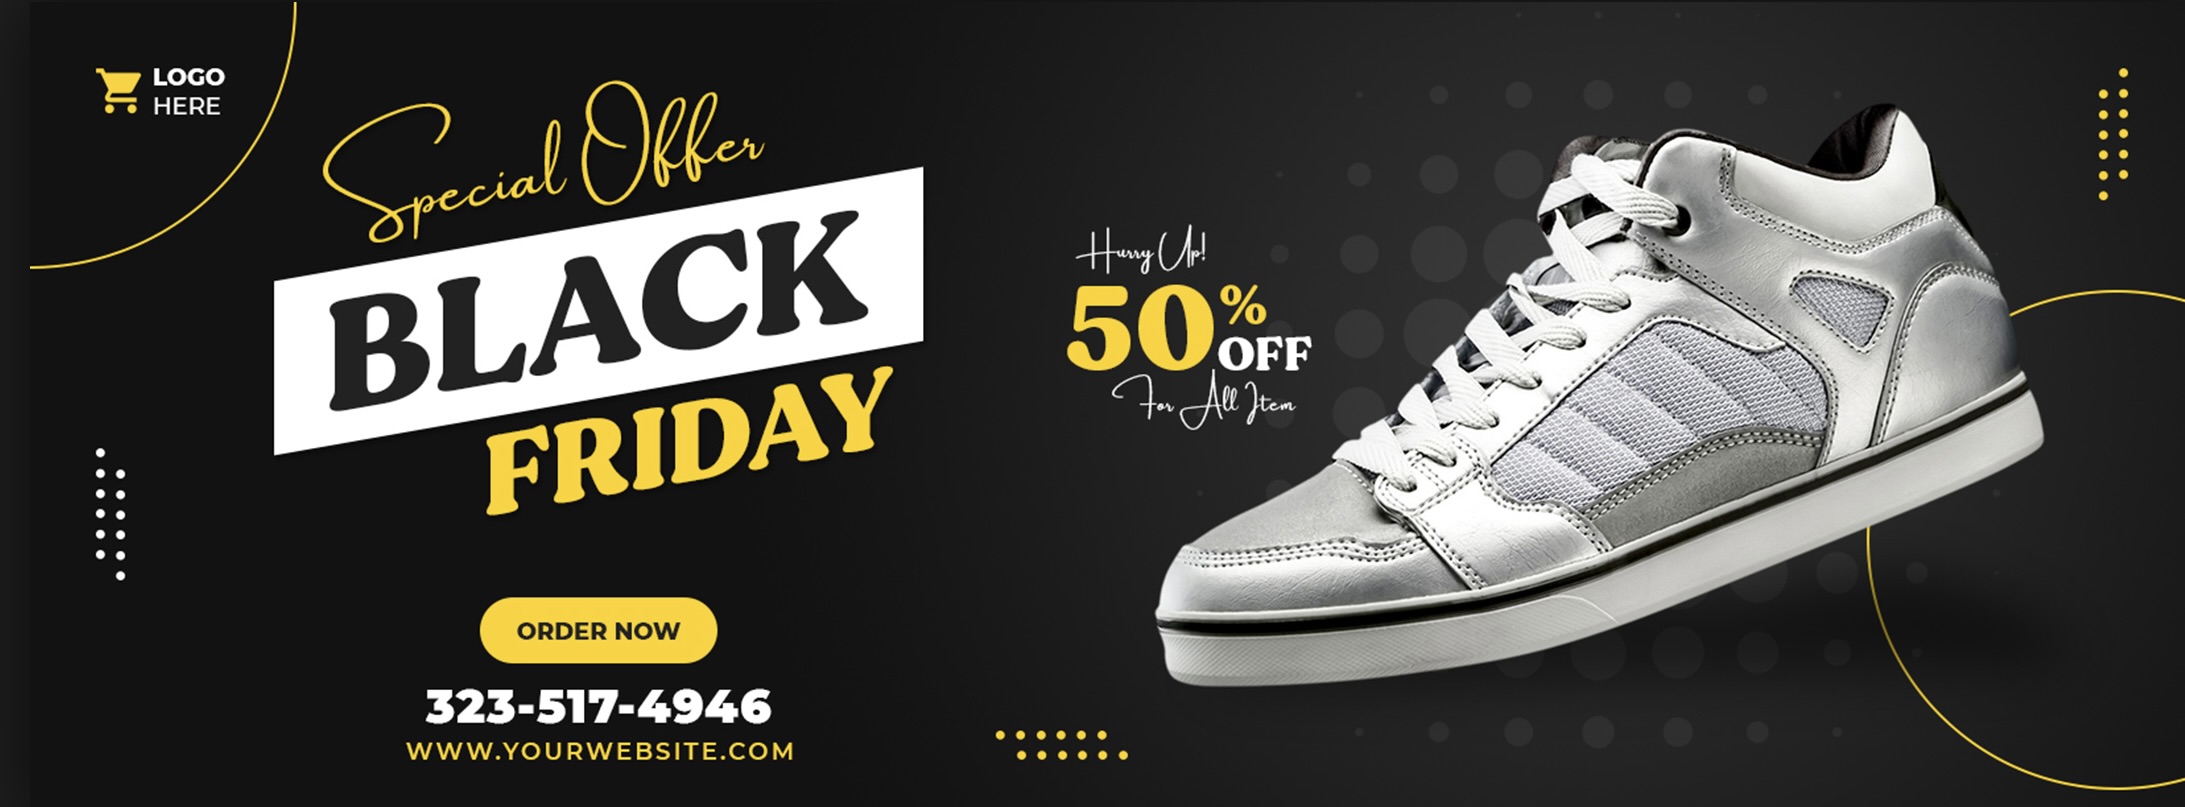 LOGO
HERE
Special Offer
BLACK
FRIDAY
Hurry Up!
50%
OFF
For All Item
ORDER NOW
323-517-4946
WWW.YOURWEBSITE.COM